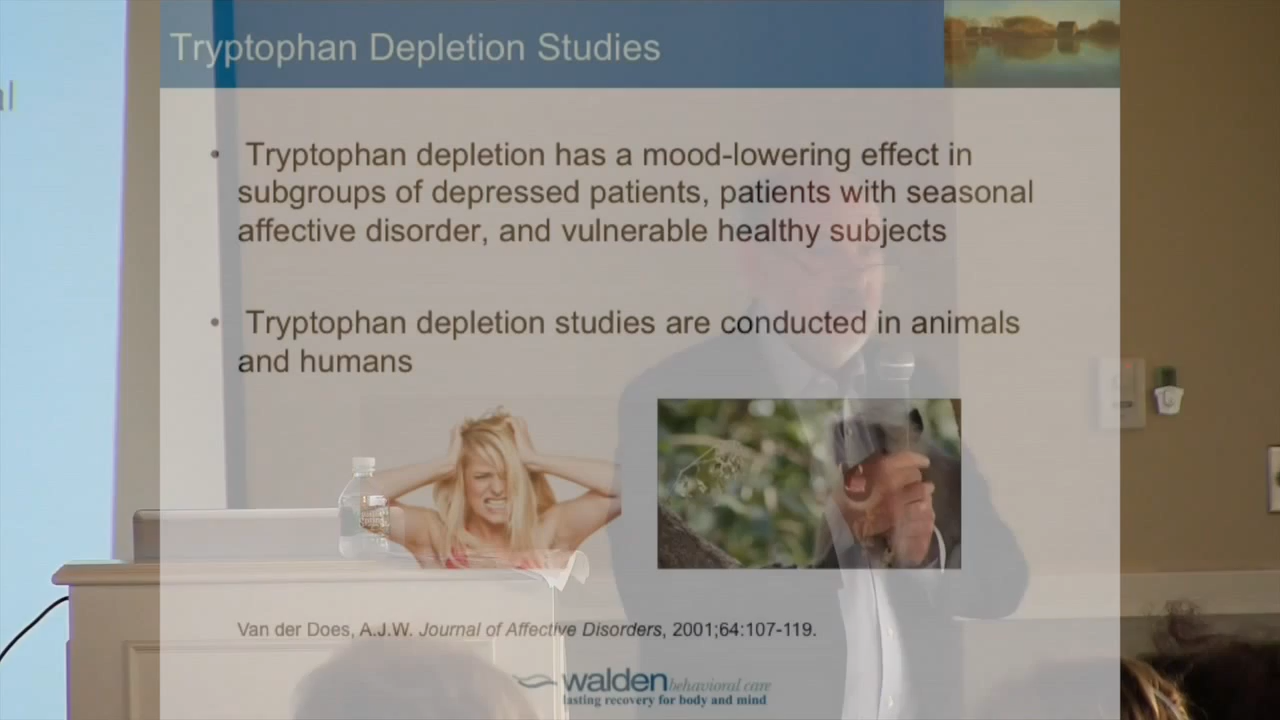 al
Tryptophan Depletion Studies
• Tryptophan depletion has a mood-lowering effect in
subgroups of depressed patients, patients with seasonal
affective disorder, and vulnerable healthy subjects
• Tryptophan depletion studies are conducted in animals
and humans
Van der Does, A.J.W. Journal of Affective Disorders, 2001;64:107-119.
walden behavioral care
lasting recovery for body and mind